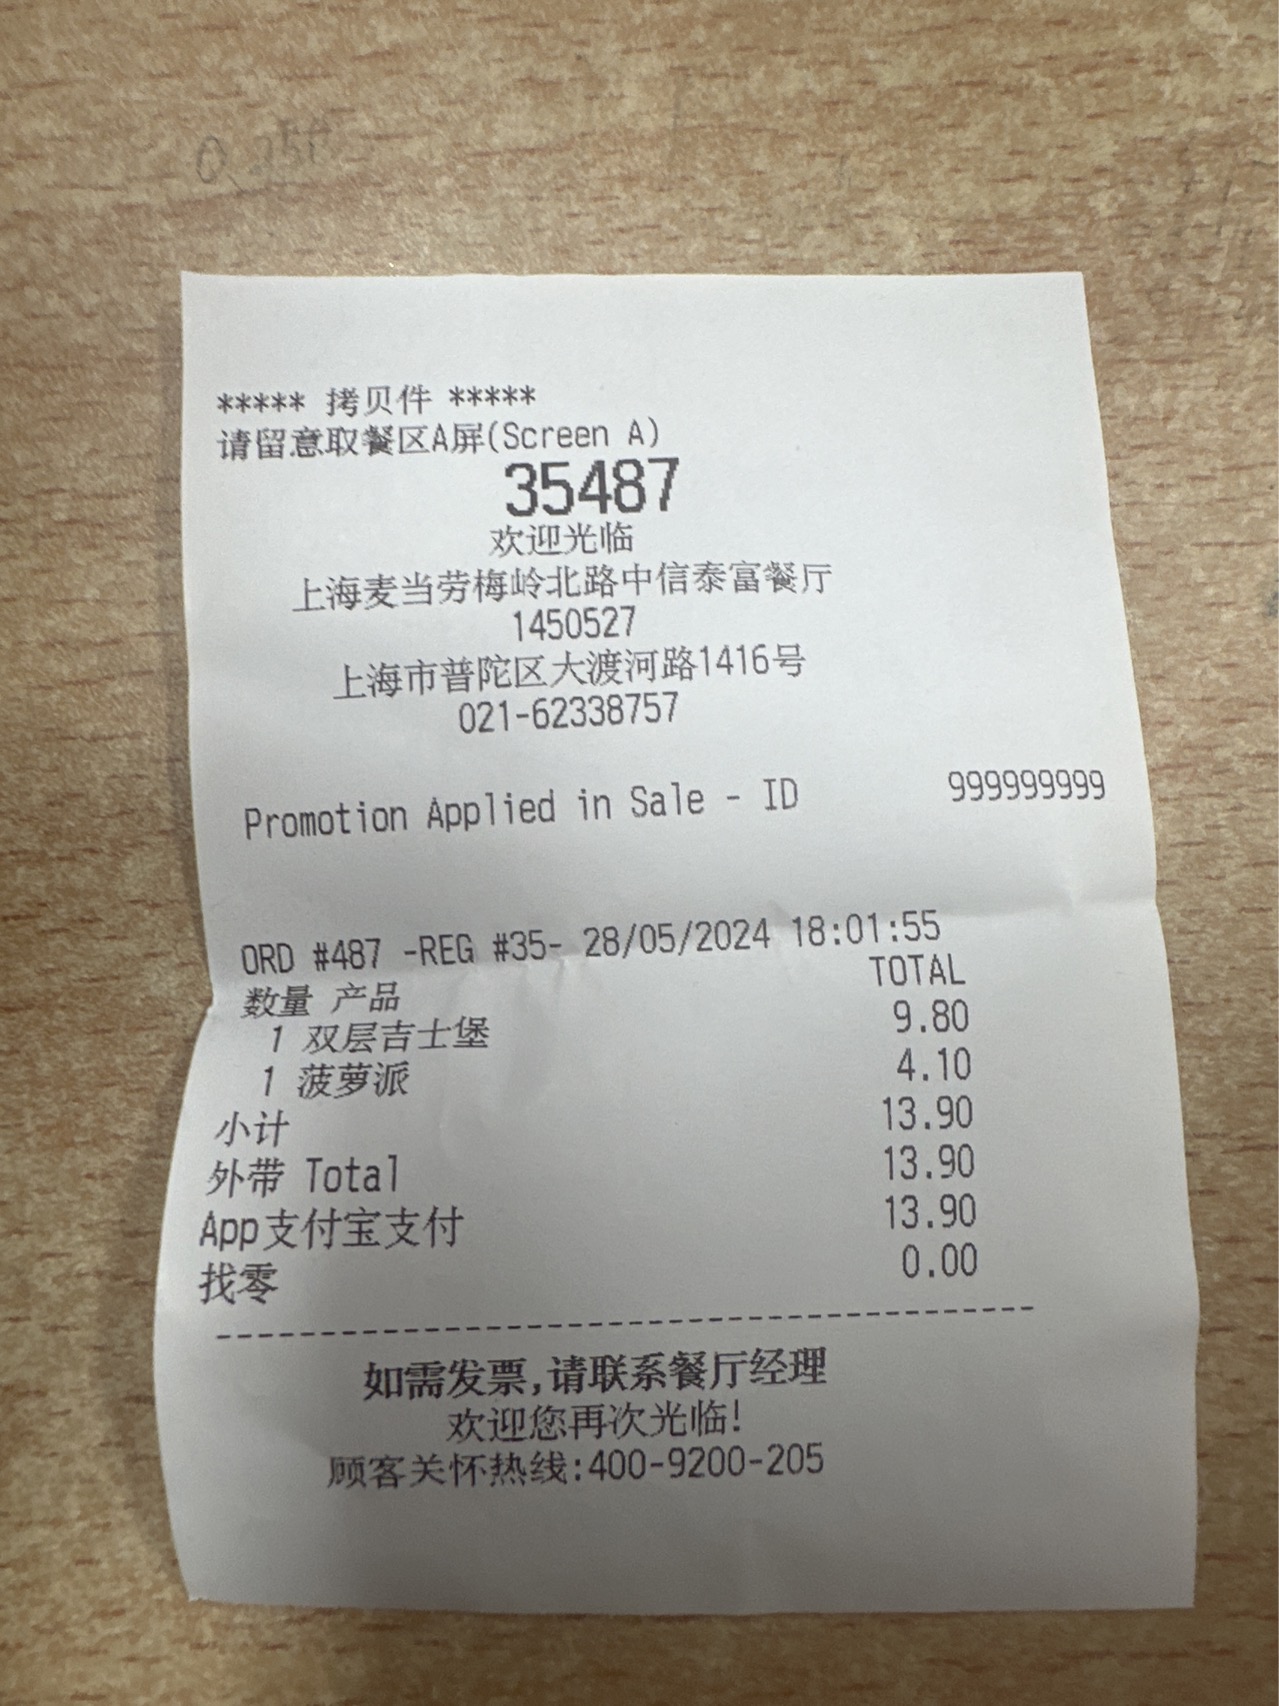 ***** 拷贝件 *****
请留意取餐区A屏(Screen A)
35487
欢迎光临
上海麦当劳梅岭北路中信泰富餐厅
1450527
上海市普陀区大渡河路1416号
021-62338757
Promotion Applied in Sale - ID 999999999
ORD #487 -REG #35- 28/05/2024 18:01:55
数量 产品 TOTAL
1 双层吉士堡 9.80
1 菠萝派 4.10
小计 13.90
外带 Total 13.90
App支付宝支付 13.90
找零 0.00
----------------------------------------
如需发票,请联系餐厅经理
欢迎您再次光临!
顾客关怀热线:400-9200-205